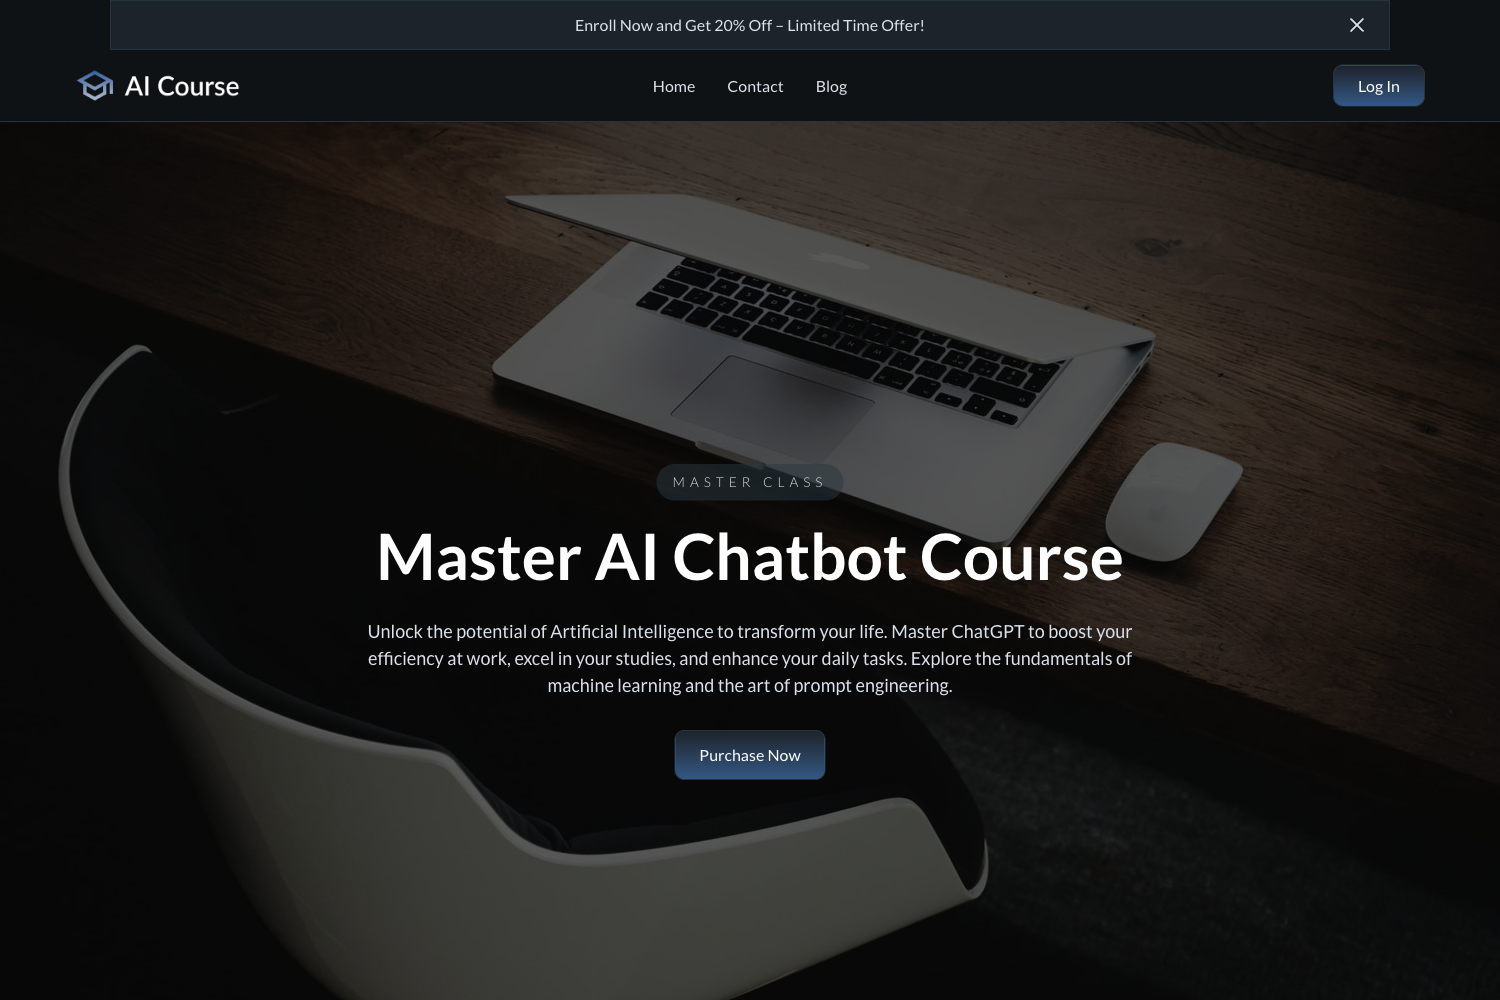 Enroll Now and Get 20% Off – Limited Time Offer!
AI Course
Home
Contact
Blog
Log In
MASTER CLASS
Master AI Chatbot Course
Unlock the potential of Artificial Intelligence to transform your life. Master ChatGPT to boost your
efficiency at work, excel in your studies, and enhance your daily tasks. Explore the fundamentals of
machine learning and the art of prompt engineering.
Purchase Now